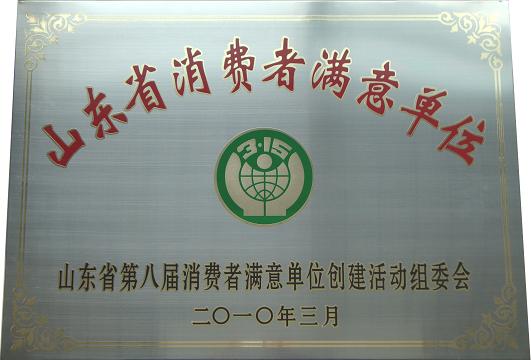 山东省消费者满意单位
3·15
山东省第八届消费者满意单位创建活动组委会
二〇一〇年三月